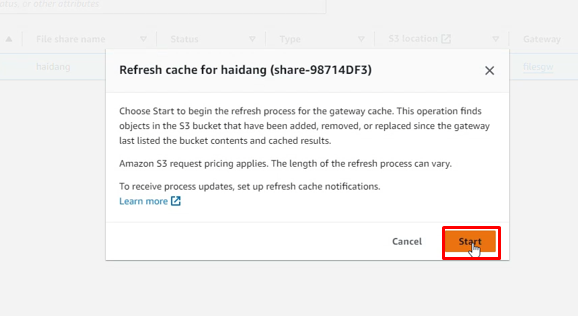 status, or other attributes
File share name
Status
Type
S3 location
Gateway
haidang
filesgw
Refresh cache for haidang (share-98714DF3)
Choose Start to begin the refresh process for the gateway cache. This operation finds
objects in the S3 bucket that have been added, removed, or replaced since the gateway
last listed the bucket contents and cached results.
Amazon S3 request pricing applies. The length of the refresh process can vary.
To receive process updates, set up refresh cache notifications.
Learn more
Cancel
Start